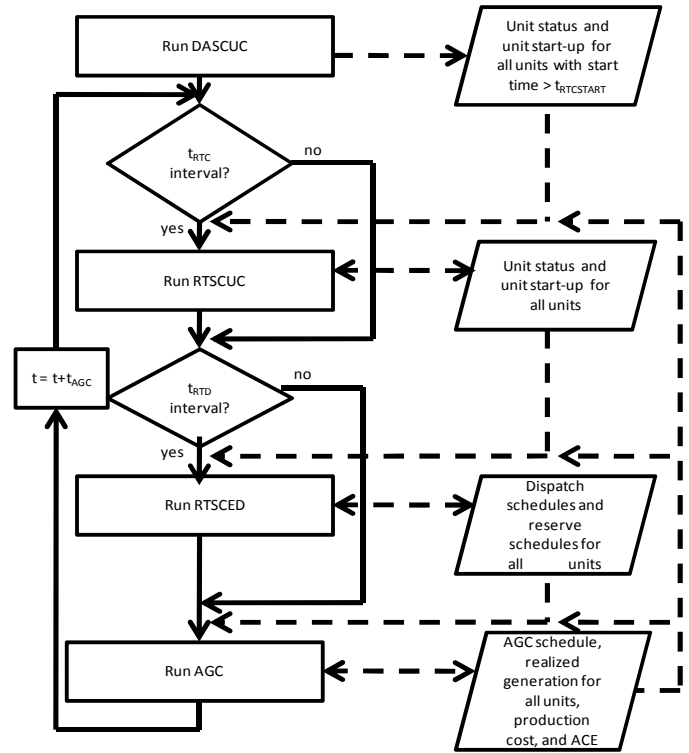 Run DASCUC
Unit status and
unit start-up for
all units with start
time > tRTCSTART
tRTC
interval?
no
yes
Run RTSCUC
Unit status and
unit start-up for
all units
t = t+tAGC
tRTD
interval?
no
yes
Run RTSCED
Dispatch
schedules and
reserve
schedules for
all units
Run AGC
AGC schedule,
realized
generation for
all units,
production
cost, and ACE